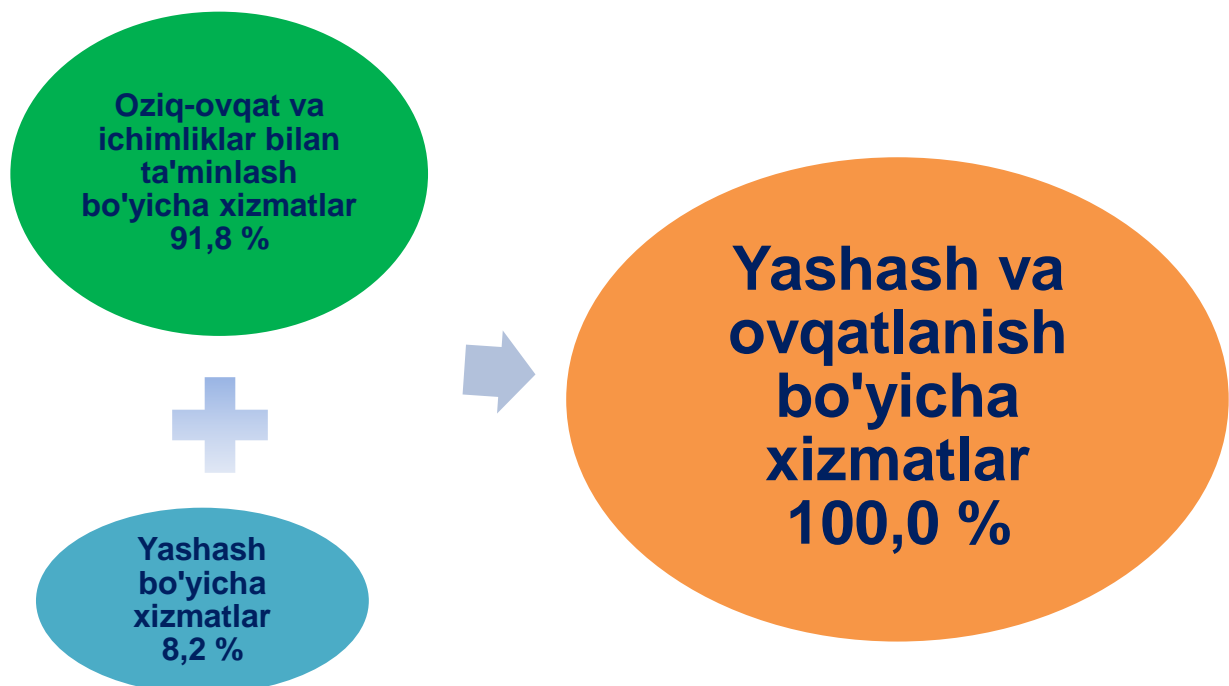 Oziq-ovqat va
ichimliklar bilan
ta'minlash
bo'yicha xizmatlar
91,8 %
Yashash
bo'yicha
xizmatlar
8,2 %
Yashash va
ovqatlanish
bo'yicha
xizmatlar
100,0 %